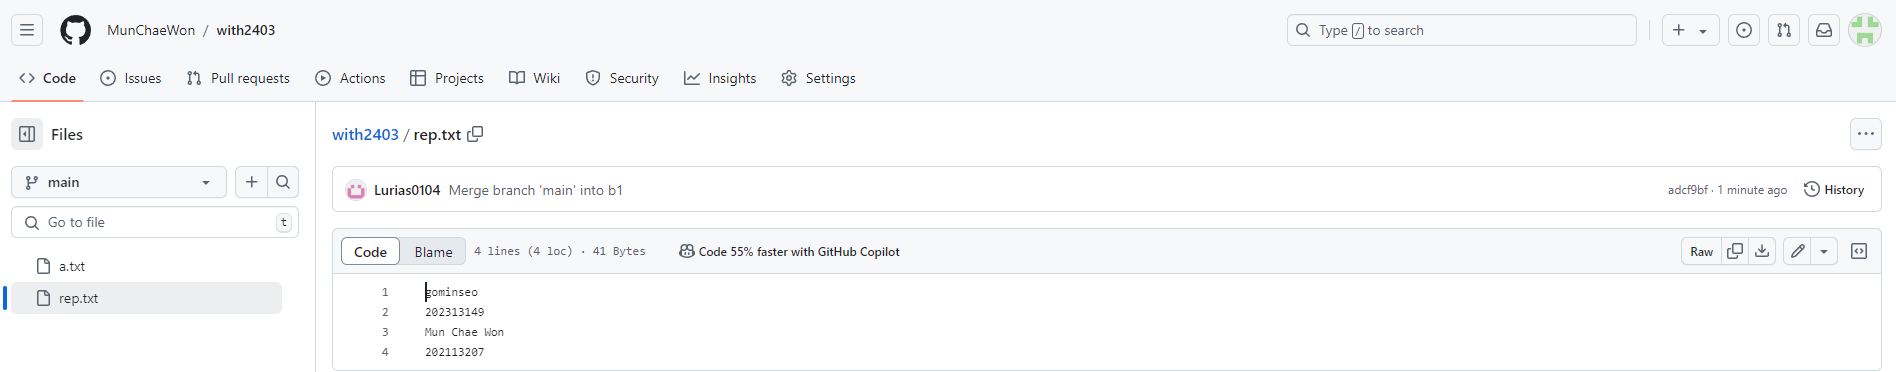 MunChaeWon / with2403
Type / to search
Code Issues Pull requests Actions Projects Wiki Security Insights Settings
Files
main
Go to file t
a.txt
rep.txt
with2403 / rep.txt
Lurias0104 Merge branch 'main' into b1
adcf9bf · 1 minute ago History
Code Blame 4 lines (4 loc) · 41 Bytes Code 55% faster with GitHub Copilot Raw
1 gominseo
2 202313149
3 Mun Chae Won
4 202113207